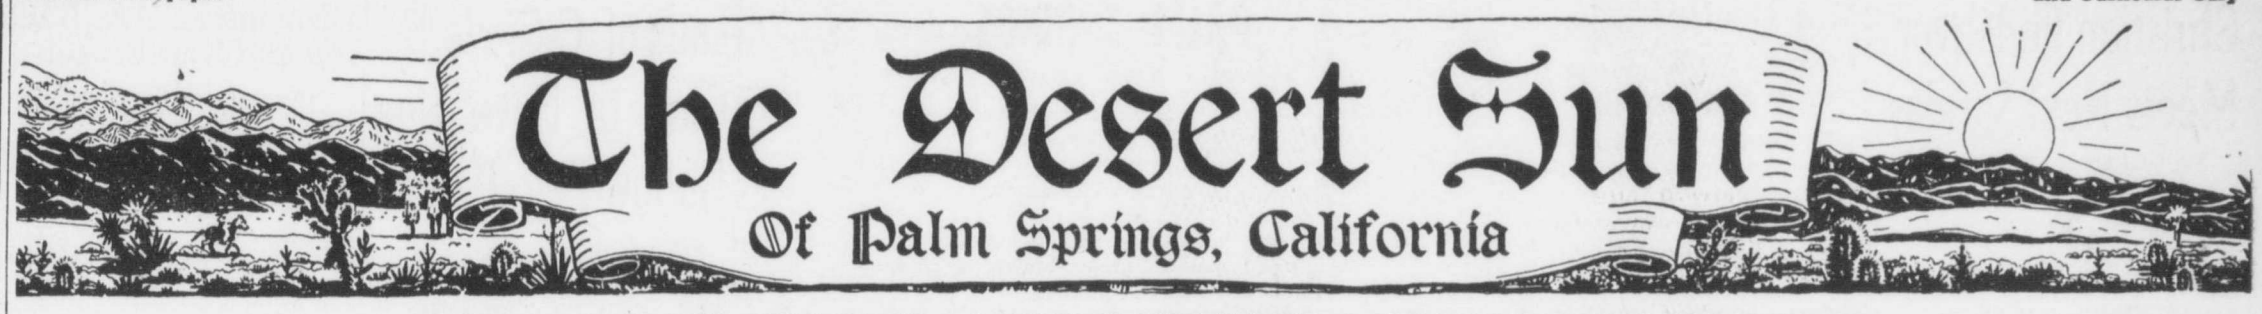 The Desert Sun
Of Palm Springs, California